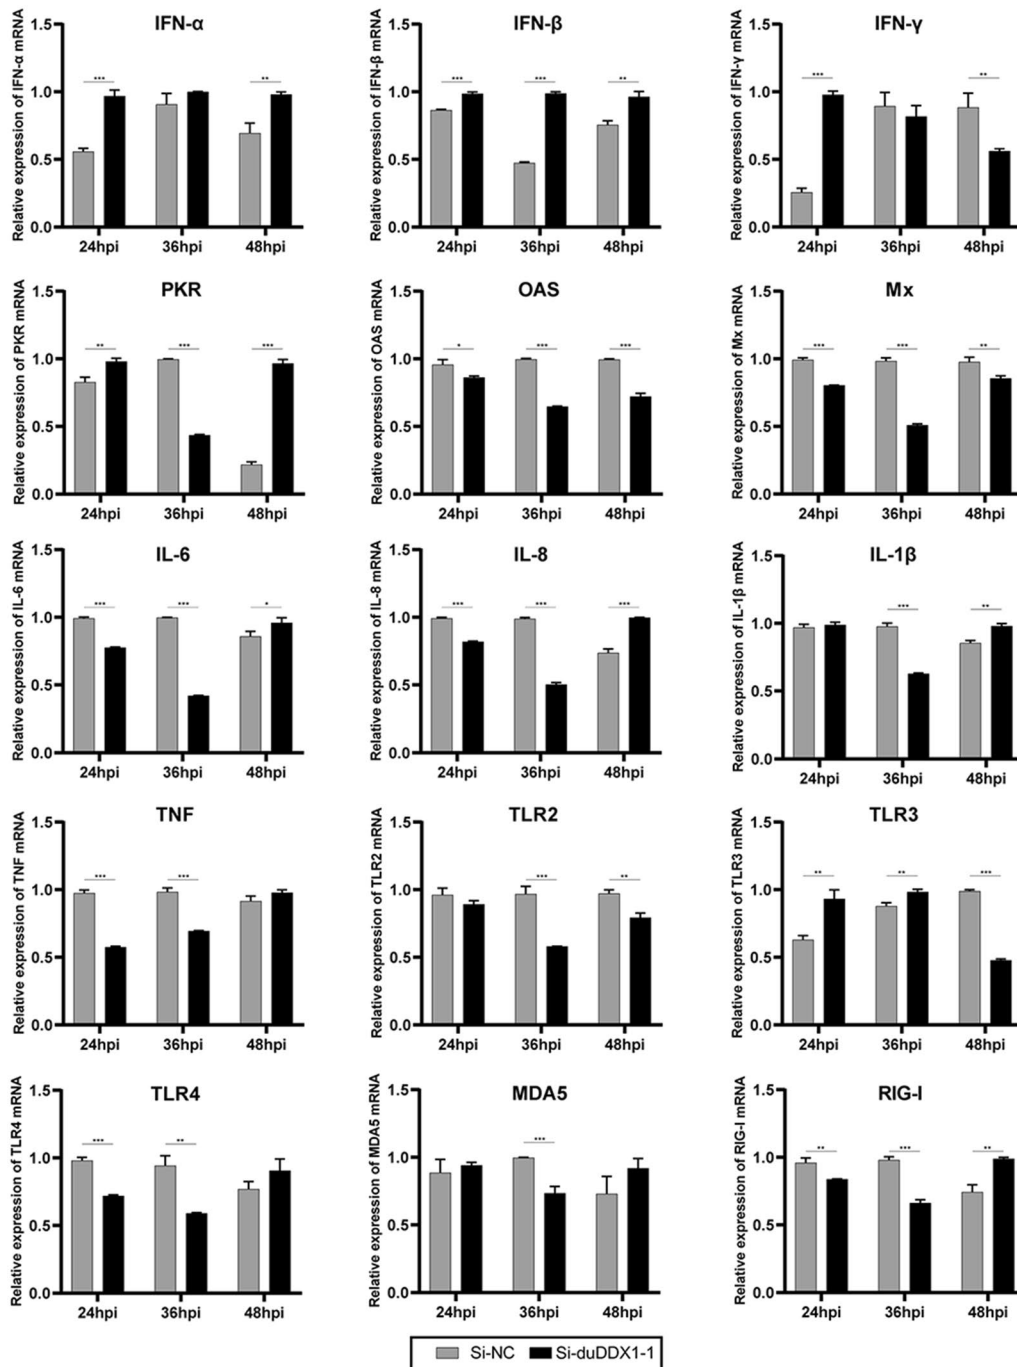 IFN-α
Relative expression of IFN-α mRNA
1.5
1.0
0.5
0.0
***
**
24hpi 36hpi 48hpi
IFN-β
Relative expression of IFN-β mRNA
1.5
1.0
0.5
0.0
***
***
**
24hpi 36hpi 48hpi
IFN-γ
Relative expression of IFN-γ mRNA
1.5
1.0
0.5
0.0
***
**
24hpi 36hpi 48hpi
PKR
Relative expression of PKR mRNA
1.5
1.0
0.5
0.0
**
***
***
24hpi 36hpi 48hpi
OAS
Relative expression of OAS mRNA
1.5
1.0
0.5
0.0
*
***
***
24hpi 36hpi 48hpi
Mx
Relative expression of Mx mRNA
1.5
1.0
0.5
0.0
***
***
**
24hpi 36hpi 48hpi
IL-6
Relative expression of IL-6 mRNA
1.5
1.0
0.5
0.0
***
***
*
24hpi 36hpi 48hpi
IL-8
Relative expression of IL-8 mRNA
1.5
1.0
0.5
0.0
***
***
***
24hpi 36hpi 48hpi
IL-1β
Relative expression of IL-1β mRNA
1.5
1.0
0.5
0.0
***
**
24hpi 36hpi 48hpi
TNF
Relative expression of TNF mRNA
1.5
1.0
0.5
0.0
***
***
24hpi 36hpi 48hpi
TLR2
Relative expression of TLR2 mRNA
1.5
1.0
0.5
0.0
***
**
24hpi 36hpi 48hpi
TLR3
Relative expression of TLR3 mRNA
1.5
1.0
0.5
0.0
**
**
***
24hpi 36hpi 48hpi
TLR4
Relative expression of TLR4 mRNA
1.5
1.0
0.5
0.0
***
**
24hpi 36hpi 48hpi
MDA5
Relative expression of MDA5 mRNA
1.5
1.0
0.5
0.0
***
24hpi 36hpi 48hpi
RIG-I
Relative expression of RIG-I mRNA
1.5
1.0
0.5
0.0
**
***
**
24hpi 36hpi 48hpi
Si-NC Si-duDDX1-1